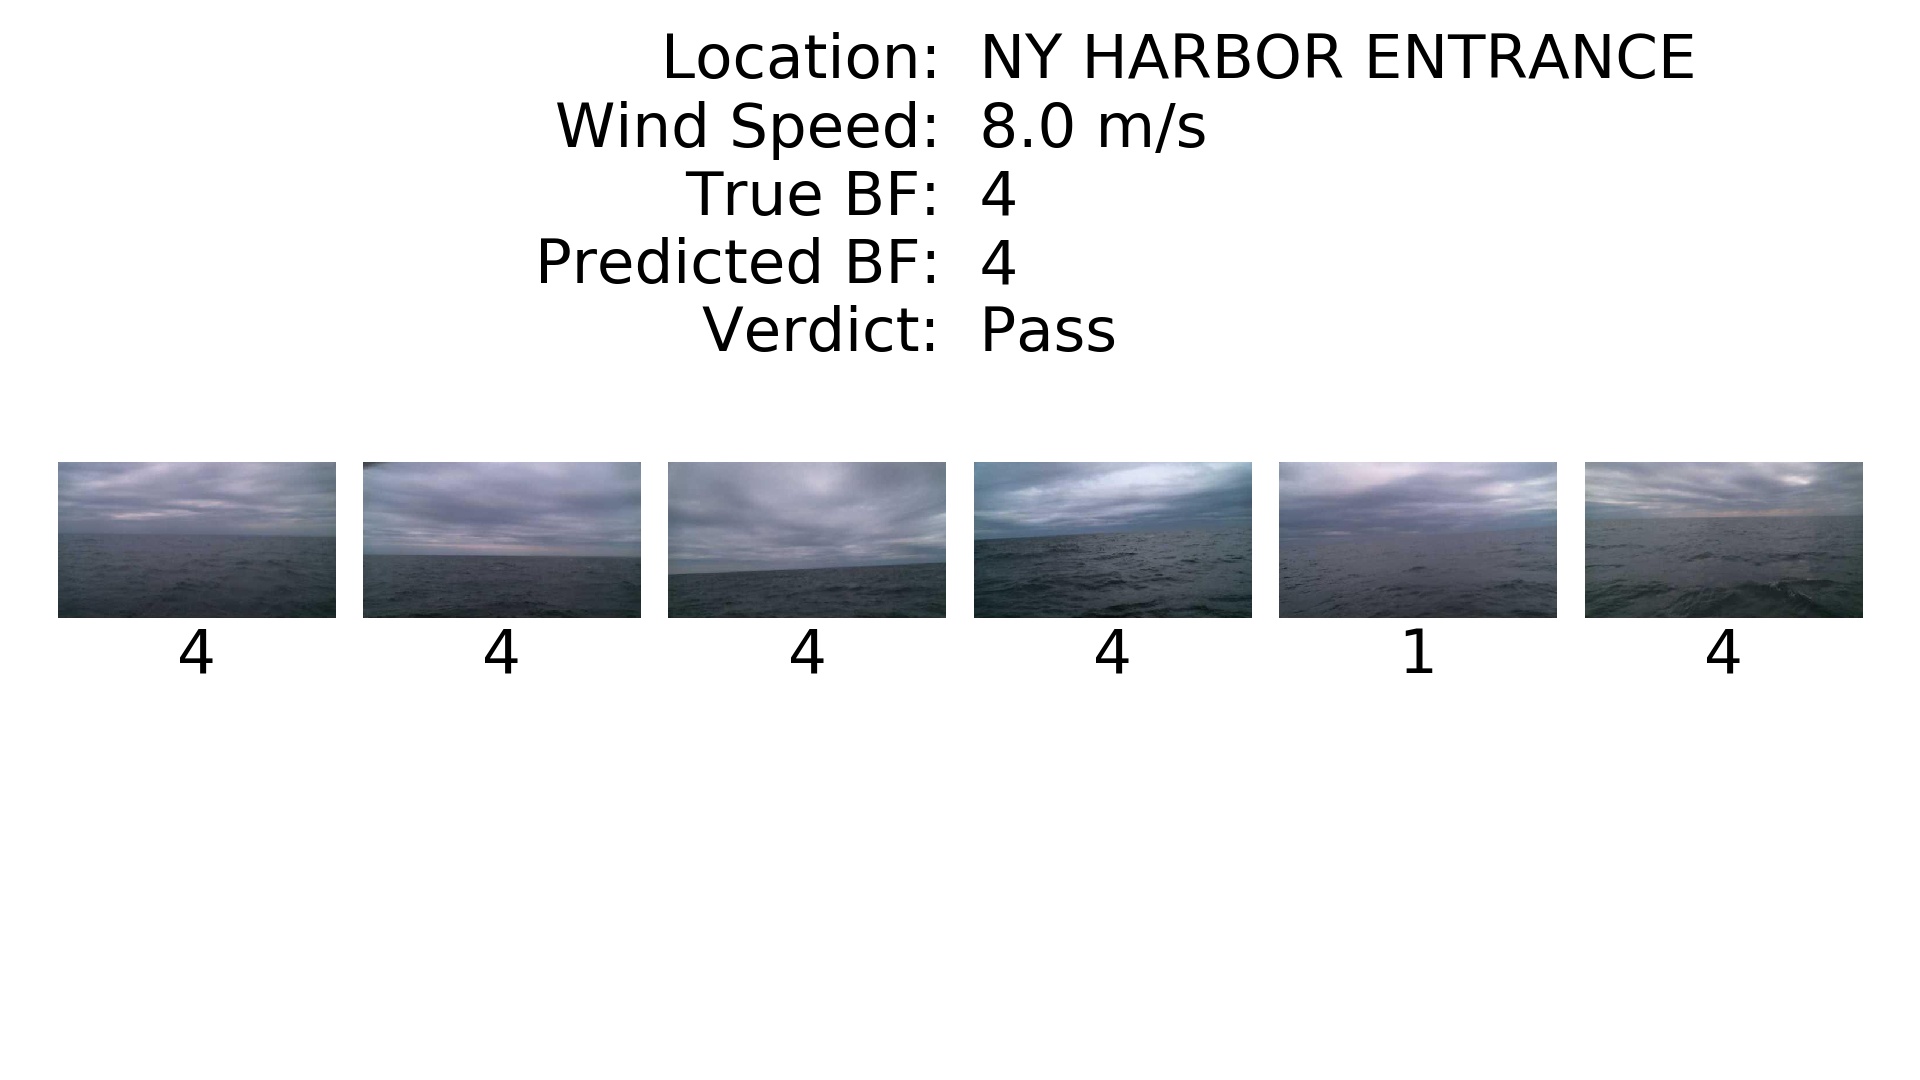 Location: NY HARBOR ENTRANCE
Wind Speed: 8.0 m/s
True BF: 4
Predicted BF: 4
Verdict: Pass
4 4 4 4 1 4